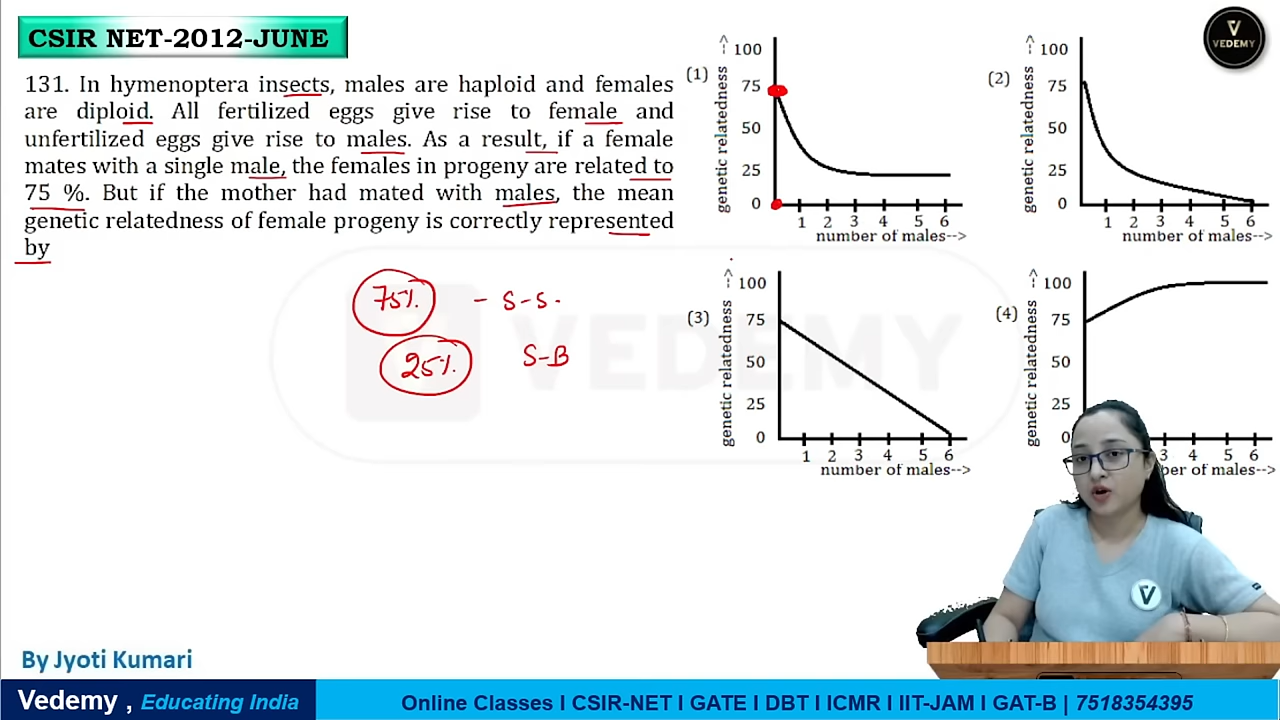 CSIR NET-2012-JUNE
131. In hymenoptera insects, males are haploid and females
are diploid. All fertilized eggs give rise to female and
unfertilized eggs give rise to males. As a result, if a female
mates with a single male, the females in progeny are related to
75 %. But if the mother had mated with males, the mean
genetic relatedness of female progeny is correctly represented
by
75%. - S-S.
25%. S-B
(1)
genetic relatedness -->
100
75
50
25
0
1 2 3 4 5 6
number of males-->
(2)
genetic relatedness -->
100
75
50
25
0
1 2 3 4 5 6
number of males-->
(3)
genetic relatedness -->
100
75
50
25
0
1 2 3 4 5 6
number of males-->
(4)
genetic relatedness -->
100
75
50
25
0
3 4 5 6
ber of males-->
V
VEDEMY
VEDEMY
By Jyoti Kumari
Vedemy , Educating India
Online Classes I CSIR-NET I GATE I DBT I ICMR I IIT-JAM I GAT-B | 7518354395